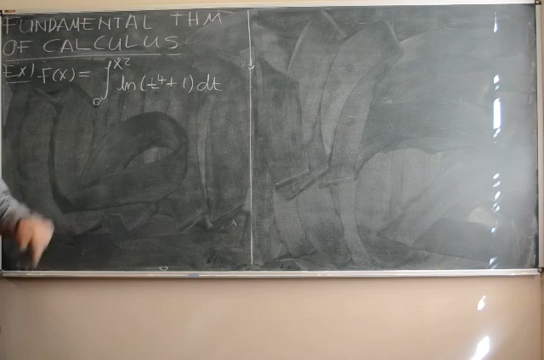 FUNDAMENTAL THM
OF CALCULUS
Ex) F(x) = ∫₀^{x²} ln(t⁴+1) dt